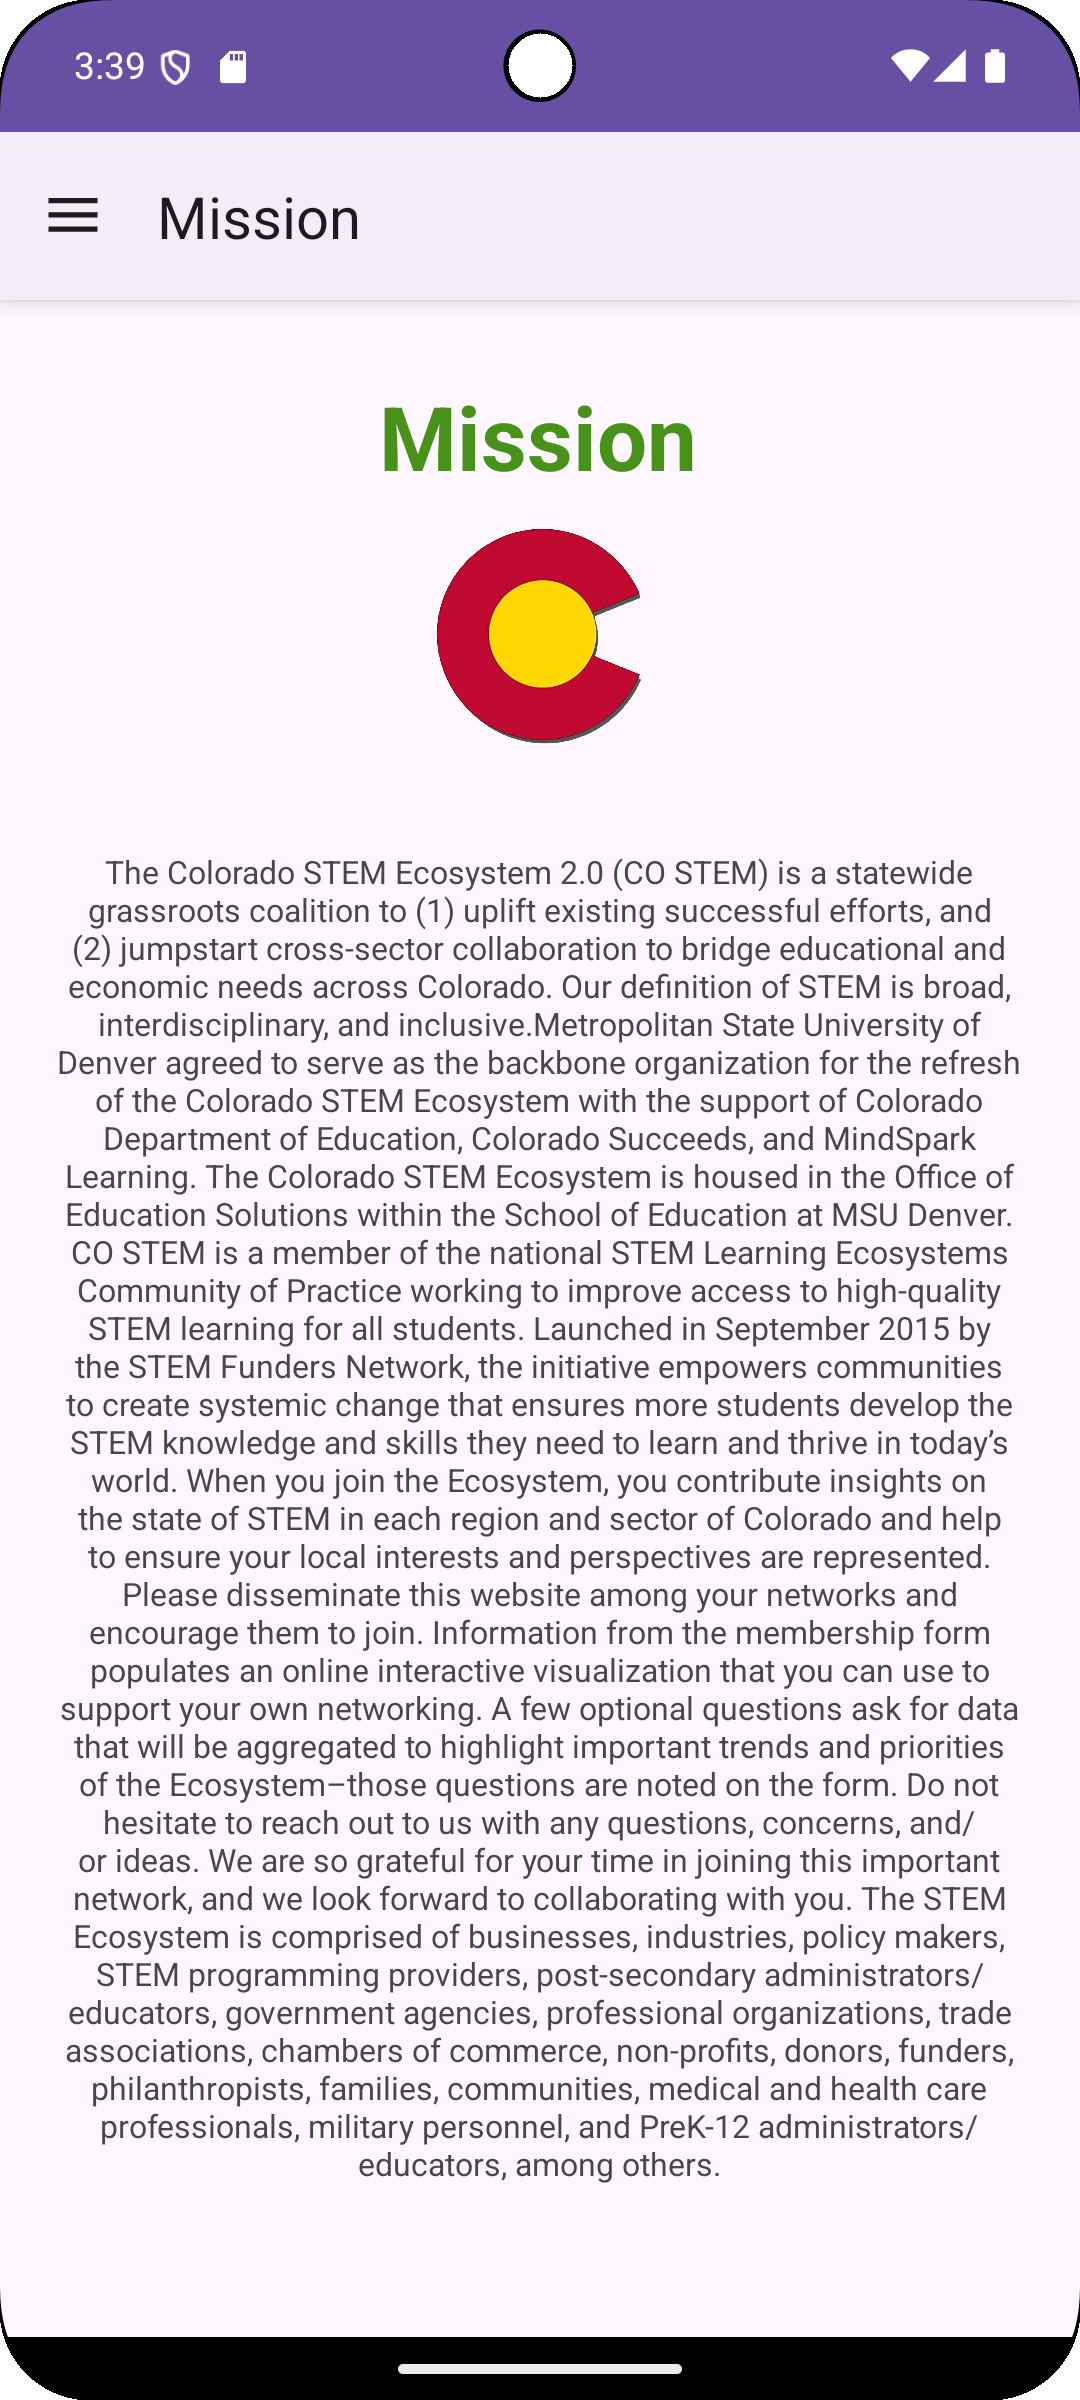 3:39
Mission
Mission
The Colorado STEM Ecosystem 2.0 (CO STEM) is a statewide
grassroots coalition to (1) uplift existing successful efforts, and
(2) jumpstart cross-sector collaboration to bridge educational and
economic needs across Colorado. Our definition of STEM is broad,
interdisciplinary, and inclusive.Metropolitan State University of
Denver agreed to serve as the backbone organization for the refresh
of the Colorado STEM Ecosystem with the support of Colorado
Department of Education, Colorado Succeeds, and MindSpark
Learning. The Colorado STEM Ecosystem is housed in the Office of
Education Solutions within the School of Education at MSU Denver.
CO STEM is a member of the national STEM Learning Ecosystems
Community of Practice working to improve access to high-quality
STEM learning for all students. Launched in September 2015 by
the STEM Funders Network, the initiative empowers communities
to create systemic change that ensures more students develop the
STEM knowledge and skills they need to learn and thrive in today’s
world. When you join the Ecosystem, you contribute insights on
the state of STEM in each region and sector of Colorado and help
to ensure your local interests and perspectives are represented.
Please disseminate this website among your networks and
encourage them to join. Information from the membership form
populates an online interactive visualization that you can use to
support your own networking. A few optional questions ask for data
that will be aggregated to highlight important trends and priorities
of the Ecosystem–those questions are noted on the form. Do not
hesitate to reach out to us with any questions, concerns, and/
or ideas. We are so grateful for your time in joining this important
network, and we look forward to collaborating with you. The STEM
Ecosystem is comprised of businesses, industries, policy makers,
STEM programming providers, post-secondary administrators/
educators, government agencies, professional organizations, trade
associations, chambers of commerce, non-profits, donors, funders,
philanthropists, families, communities, medical and health care
professionals, military personnel, and PreK-12 administrators/
educators, among others.